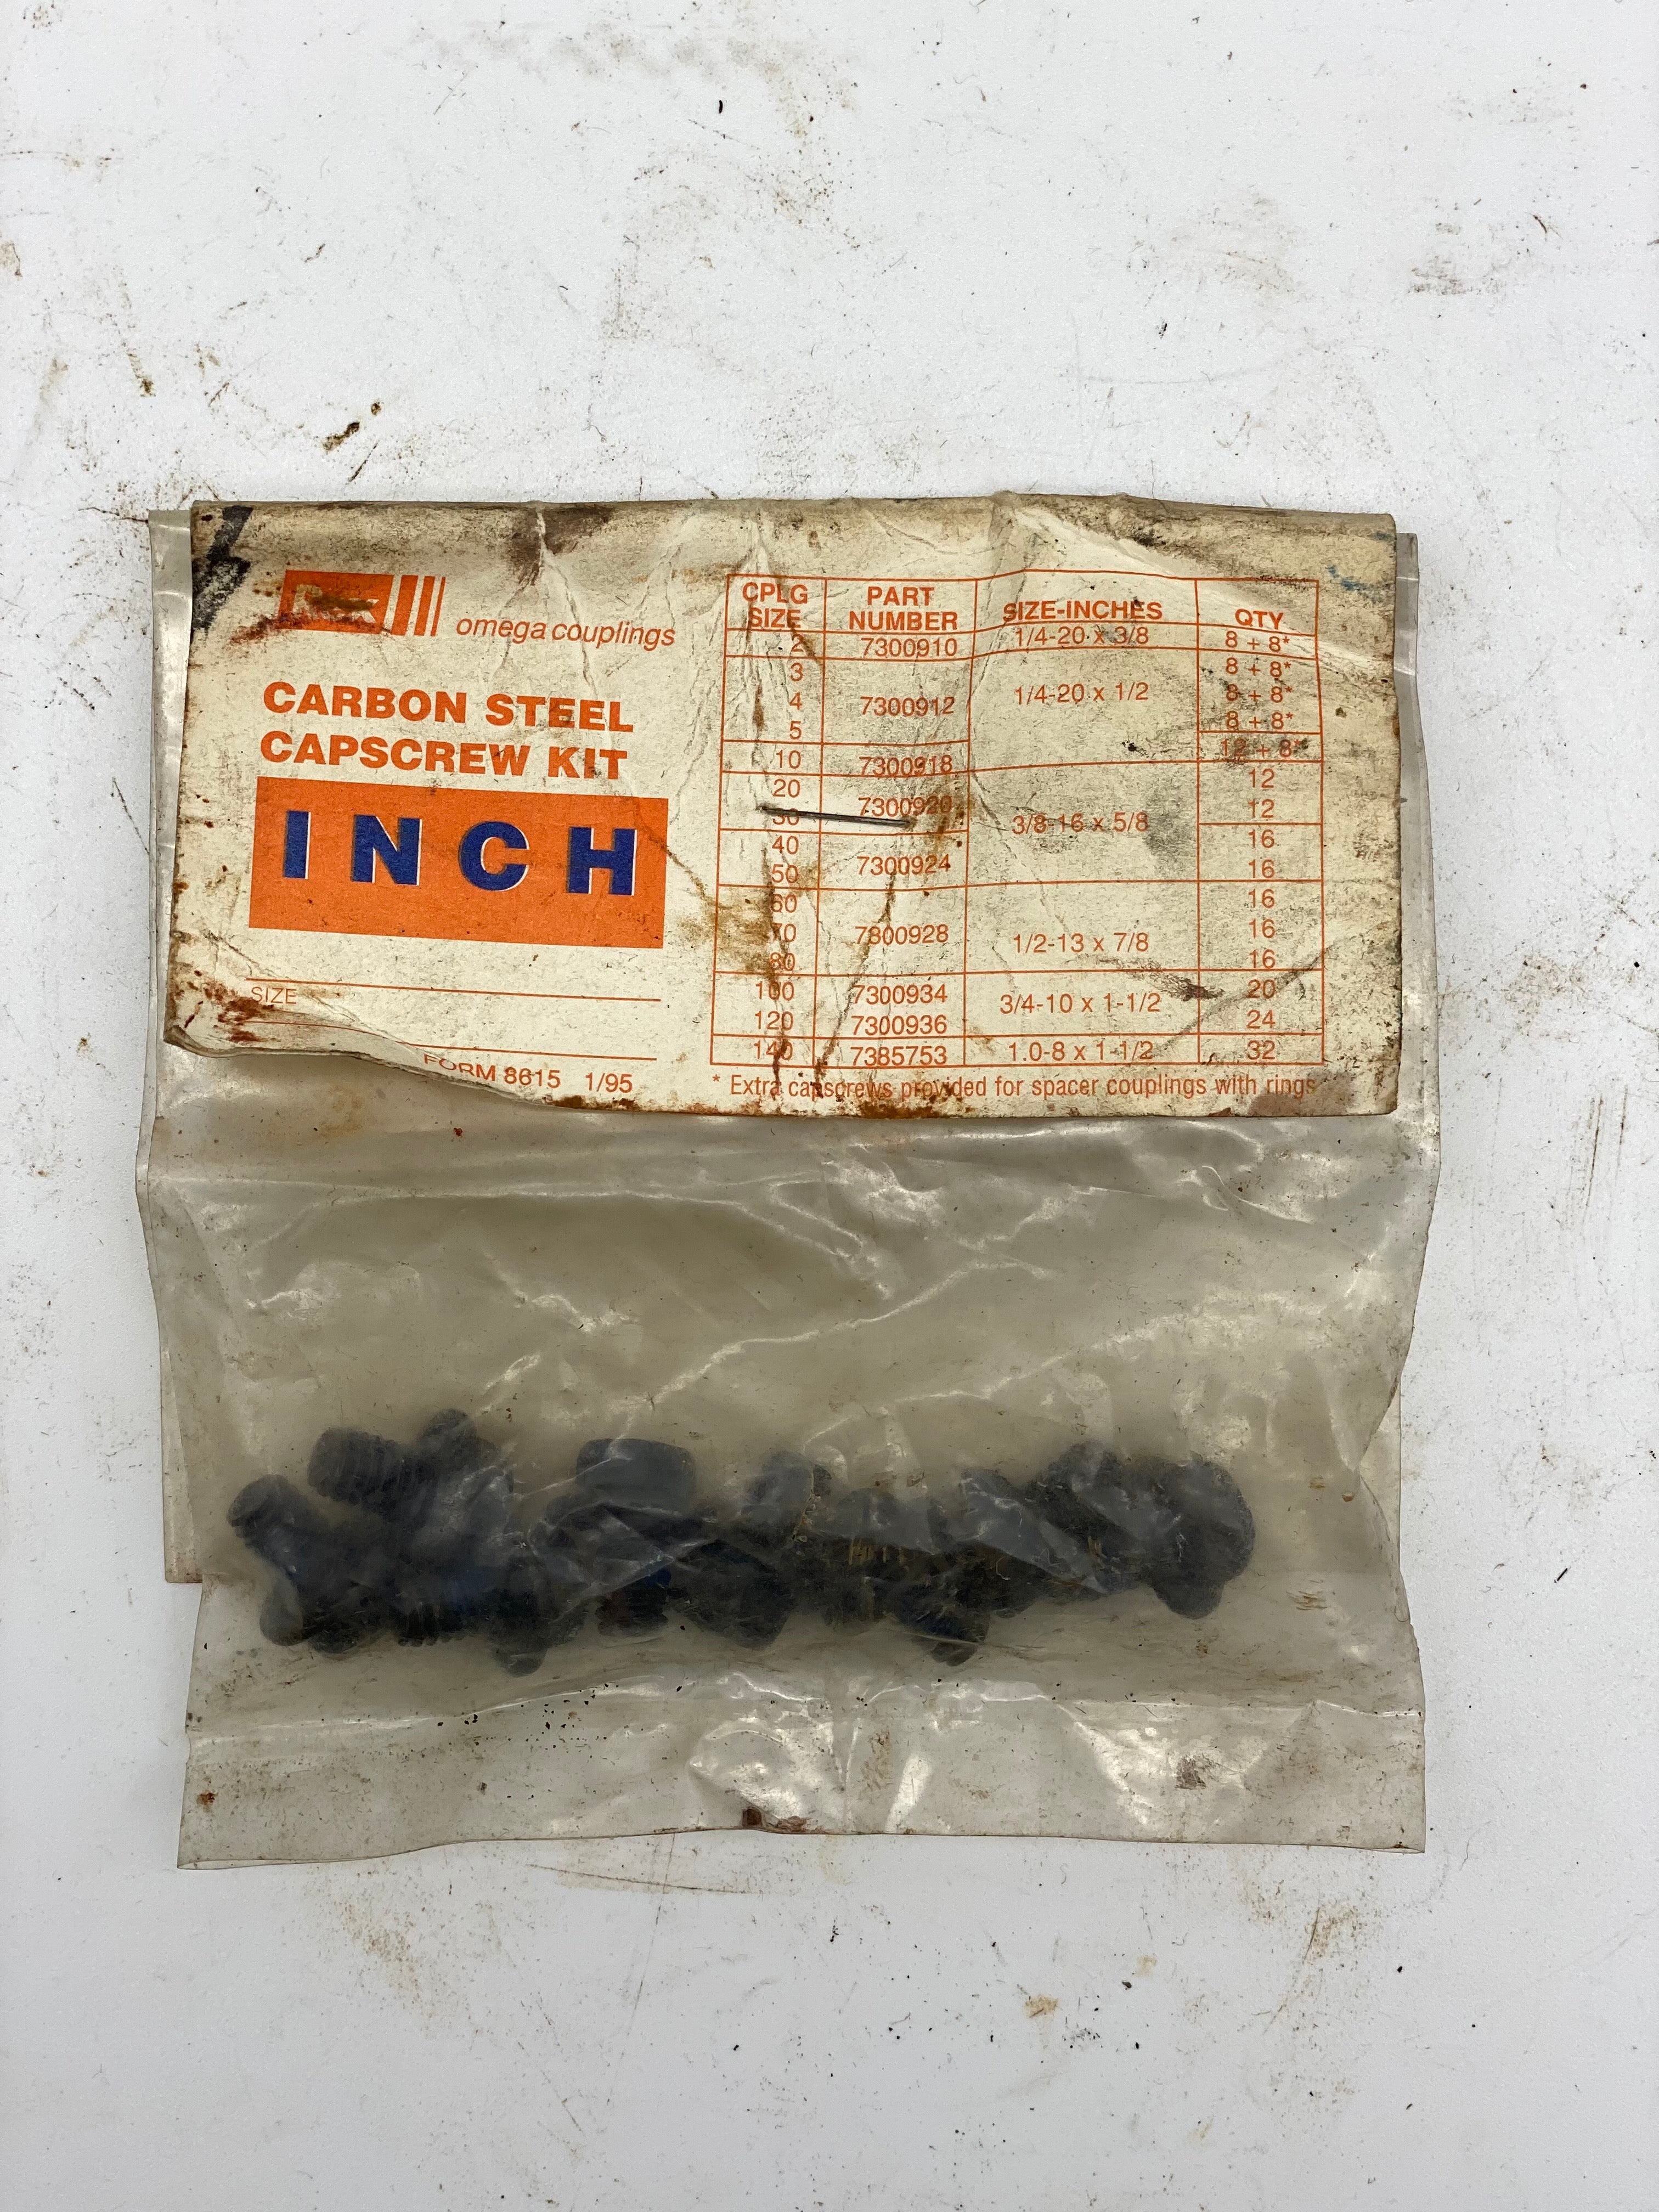 Rex
omega couplings
CARBON STEEL
CAPSCREW KIT
INCH
SIZE
FORM 8615 1/95
CPLG SIZE PART NUMBER SIZE-INCHES QTY
2 7300910 1/4-20 x 3/8 8 + 8*
3 8 + 8*
4 7300912 1/4-20 x 1/2 8 + 8*
5 8 + 8*
10 7300918 12 + 8*
20 12
30 7300920 3/8-16 x 5/8 12
40 16
50 7300924 16
60 16
70 7300928 1/2-13 x 7/8 16
80 16
100 7300934 3/4-10 x 1-1/2 20
120 7300936 24
140 7385753 1.0-8 x 1-1/2 32
* Extra capscrews provided for spacer couplings with rings